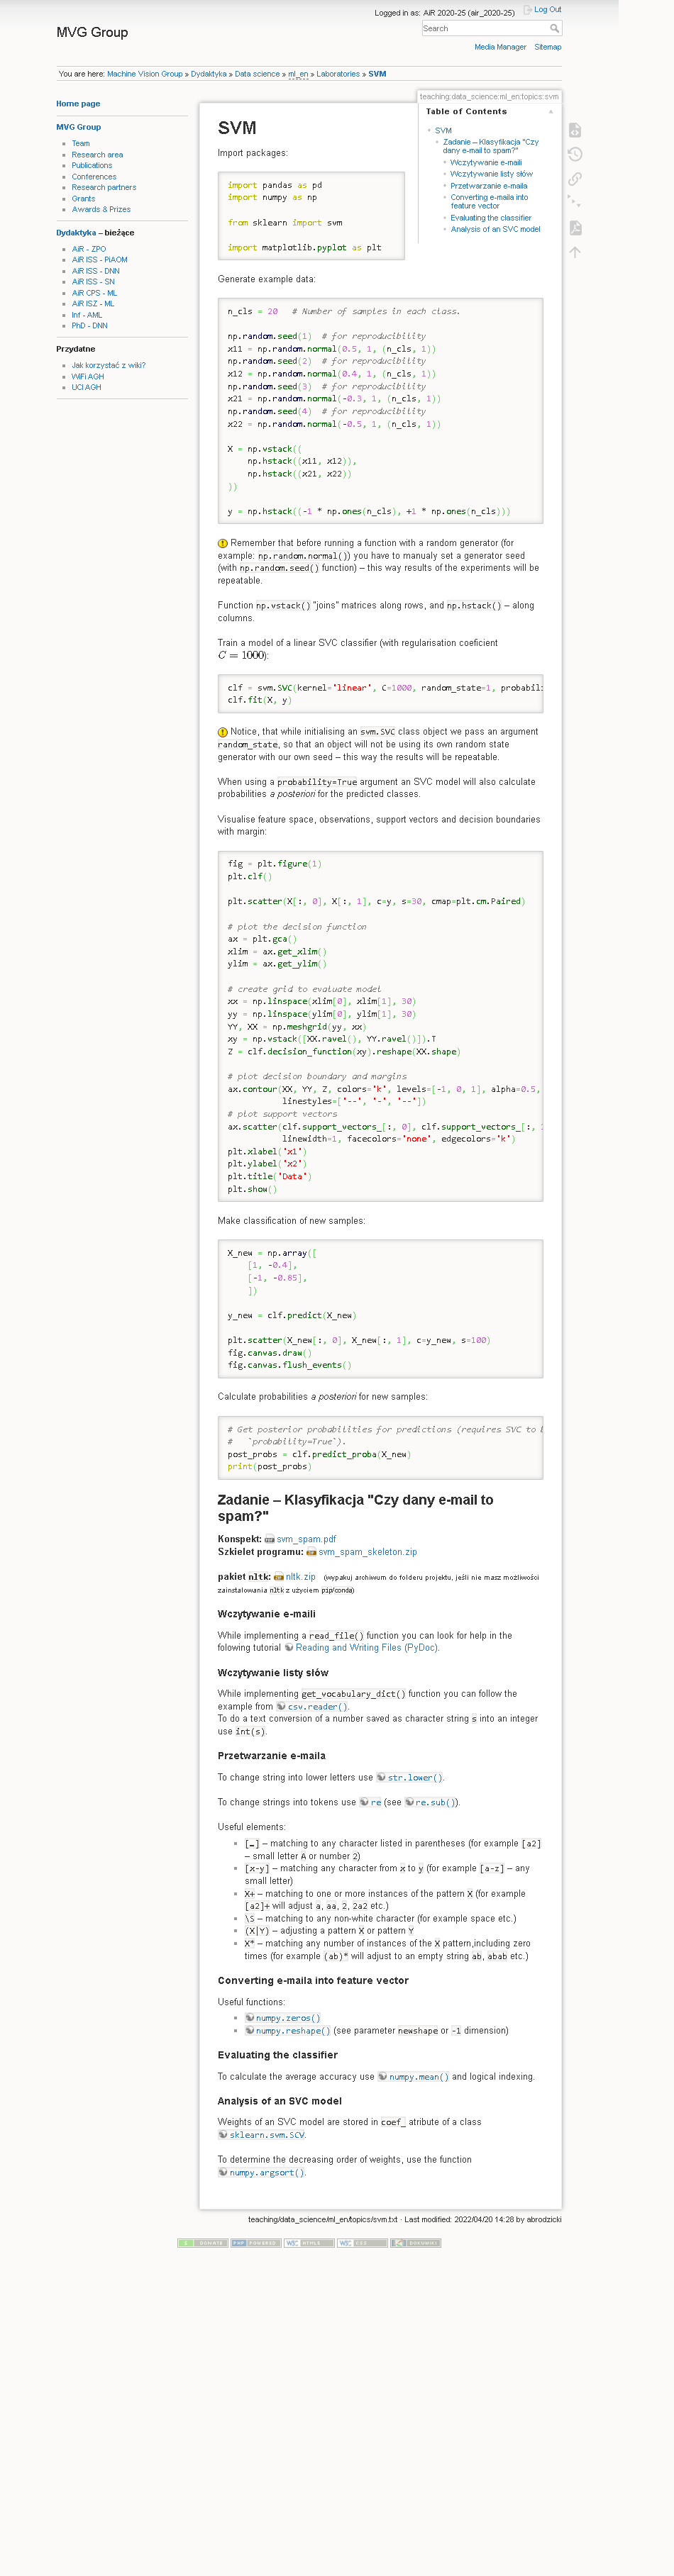 Logged in as: AiR 2020-25 (air_2020-25) Log Out
MVG Group
Search
Media Manager Sitemap
You are here: Machine Vision Group » Dydaktyka » Data science » ml_en » Laboratories » SVM
teaching:data_science:ml_en:topics:svm
Home page
MVG Group
Team
Research area
Publications
Conferences
Research partners
Grants
Awards & Prizes
Dydaktyka – bieżące
AiR - ZPO
AiR ISS - PiAOM
AiR ISS - DNN
AiR ISS - SN
AiR CPS - ML
AiR ISZ - ML
Inf - AML
PhD - DNN
Przydatne
Jak korzystać z wiki?
WiFi AGH
UCI AGH
Table of Contents
SVM
Zadanie – Klasyfikacja "Czy
dany e-mail to spam?"
Wczytywanie e-maili
Wczytywanie listy słów
Przetwarzanie e-maila
Converting e-maila into
feature vector
Evaluating the classifier
Analysis of an SVC model
SVM
Import packages:
import pandas as pd
import numpy as np
from sklearn import svm
import matplotlib.pyplot as plt
Generate example data:
n_cls = 20   # Number of samples in each class.
np.random.seed(1)  # for reproducibility
x11 = np.random.normal(0.5, 1, (n_cls, 1))
np.random.seed(2)  # for reproducibility
x12 = np.random.normal(0.4, 1, (n_cls, 1))
np.random.seed(3)  # for reproducibility
x21 = np.random.normal(-0.3, 1, (n_cls, 1))
np.random.seed(4)  # for reproducibility
x22 = np.random.normal(-0.5, 1, (n_cls, 1))
X = np.vstack((
    np.hstack((x11, x12)),
    np.hstack((x21, x22))
))
y = np.hstack((-1 * np.ones(n_cls), +1 * np.ones(n_cls)))
Remember that before running a function with a random generator (for
example: np.random.normal()) you have to manualy set a generator seed
(with np.random.seed() function) – this way results of the experiments will be
repeatable.
Function np.vstack() "joins" matrices along rows, and np.hstack() – along
columns.
Train a model of a linear SVC classifier (with regularisation coeficient
C = 1000):
clf = svm.SVC(kernel='linear', C=1000, random_state=1, probabili
clf.fit(X, y)
Notice, that while initialising an svm.SVC class object we pass an argument
random_state, so that an object will not be using its own random state
generator with our own seed – this way the results will be repeatable.
When using a probability=True argument an SVC model will also calculate
probabilities a posteriori for the predicted classes.
Visualise feature space, observations, support vectors and decision boundaries
with margin:
fig = plt.figure(1)
plt.clf()
plt.scatter(X[:, 0], X[:, 1], c=y, s=30, cmap=plt.cm.Paired)
# plot the decision function
ax = plt.gca()
xlim = ax.get_xlim()
ylim = ax.get_ylim()
# create grid to evaluate model
xx = np.linspace(xlim[0], xlim[1], 30)
yy = np.linspace(ylim[0], ylim[1], 30)
YY, XX = np.meshgrid(yy, xx)
xy = np.vstack([XX.ravel(), YY.ravel()]).T
Z = clf.decision_function(xy).reshape(XX.shape)
# plot decision boundary and margins
ax.contour(XX, YY, Z, colors='k', levels=[-1, 0, 1], alpha=0.5,
           linestyles=['--', '-', '--'])
# plot support vectors
ax.scatter(clf.support_vectors_[:, 0], clf.support_vectors_[:,
           linewidth=1, facecolors='none', edgecolors='k')
plt.xlabel('x1')
plt.ylabel('x2')
plt.title('Data')
plt.show()
Make classification of new samples:
X_new = np.array([
    [1, -0.4],
    [-1, -0.85],
    ])
y_new = clf.predict(X_new)
plt.scatter(X_new[:, 0], X_new[:, 1], c=y_new, s=100)
fig.canvas.draw()
fig.canvas.flush_events()
Calculate probabilities a posteriori for new samples:
# Get posterior probabilities for predictions (requires SVC to b
#   `probability=True`).
post_probs = clf.predict_proba(X_new)
print(post_probs)
Zadanie – Klasyfikacja "Czy dany e-mail to
spam?"
Konspekt: svm_spam.pdf
Szkielet programu: svm_spam_skeleton.zip
pakiet nltk: nltk.zip (wypakuj archiwum do folderu projektu, jeśli nie masz możliwości
zainstalowania nltk z użyciem pip/conda)
Wczytywanie e-maili
While implementing a read_file() function you can look for help in the
folowing tutorial Reading and Writing Files (PyDoc).
Wczytywanie listy słów
While implementing get_vocabulary_dict() function you can follow the
example from csv.reader().
To do a text conversion of a number saved as character string s into an integer
use int(s).
Przetwarzanie e-maila
To change string into lower letters use str.lower().
To change strings into tokens use re (see re.sub()).
Useful elements:
[…] – matching to any character listed in parentheses (for example [a2]
– small letter A or number 2)
[x-y] – matching any character from x to y (for example [a-z] – any
small letter)
X+ – matching to one or more instances of the pattern X (for example
[a2]+ will adjust a, aa, 2, 2a2 etc.)
\S – matching to any non-white character (for example space etc.)
(X|Y) – adjusting a pattern X or pattern Y
X* – matching any number of instances of the X pattern,including zero
times (for example (ab)* will adjust to an empty string ab, abab etc.)
Converting e-maila into feature vector
Useful functions:
numpy.zeros()
numpy.reshape() (see parameter newshape or -1 dimension)
Evaluating the classifier
To calculate the average accuracy use numpy.mean() and logical indexing.
Analysis of an SVC model
Weights of an SVC model are stored in coef_ atribute of a class
sklearn.svm.SCV.
To determine the decreasing order of weights, use the function
numpy.argsort().
teaching/data_science/ml_en/topics/svm.txt · Last modified: 2022/04/20 14:28 by abrodzicki
$ DONATE PHP POWERED W3C HTML5 W3C CSS DOKUWIKI